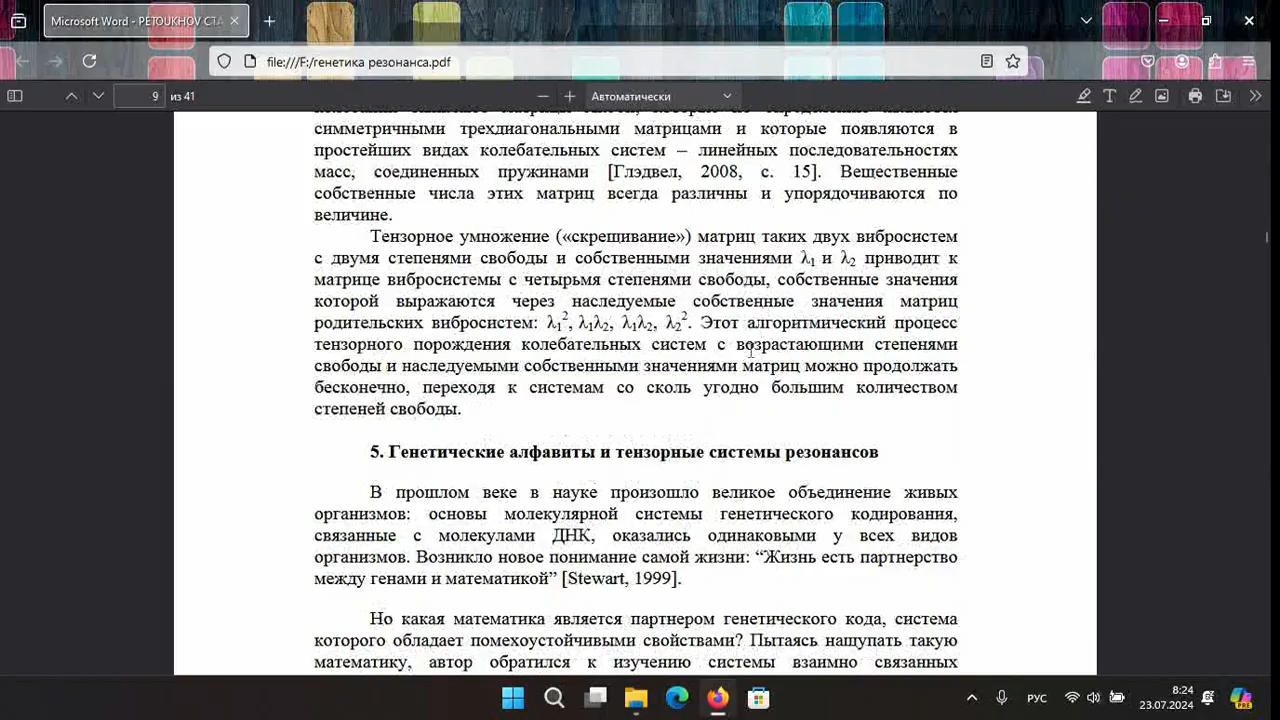 Microsoft Word - PETOUKHOV СТА
file:///F:/генетика резонанса.pdf
9 из 41
Автоматически
симметричными трехдиагональными матрицами и которые появляются в
простейших видах колебательных систем – линейных последовательностях
масс, соединенных пружинами [Глэдвел, 2008, с. 15]. Вещественные
собственные числа этих матриц всегда различны и упорядочиваются по
величине.
Тензорное умножение («скрещивание») матриц таких двух вибросистем
с двумя степенями свободы и собственными значениями λ₁ и λ₂ приводит к
матрице вибросистемы с четырьмя степенями свободы, собственные значения
которой выражаются через наследуемые собственные значения матриц
родительских вибросистем: λ₁², λ₁λ₂, λ₁λ₂, λ₂². Этот алгоритмический процесс
тензорного порождения колебательных систем с возрастающими степенями
свободы и наследуемыми собственными значениями матриц можно продолжать
бесконечно, переходя к системам со сколь угодно большим количеством
степеней свободы.
5. Генетические алфавиты и тензорные системы резонансов
В прошлом веке в науке произошло великое объединение живых
организмов: основы молекулярной системы генетического кодирования,
связанные с молекулами ДНК, оказались одинаковыми у всех видов
организмов. Возникло новое понимание самой жизни: “Жизнь есть партнерство
между генами и математикой” [Stewart, 1999].
Но какая математика является партнером генетического кода, система
которого обладает помехоустойчивыми свойствами? Пытаясь нащупать такую
математику, автор обратился к изучению системы взаимно связанных
РУС
8:24
23.07.2024
PRE